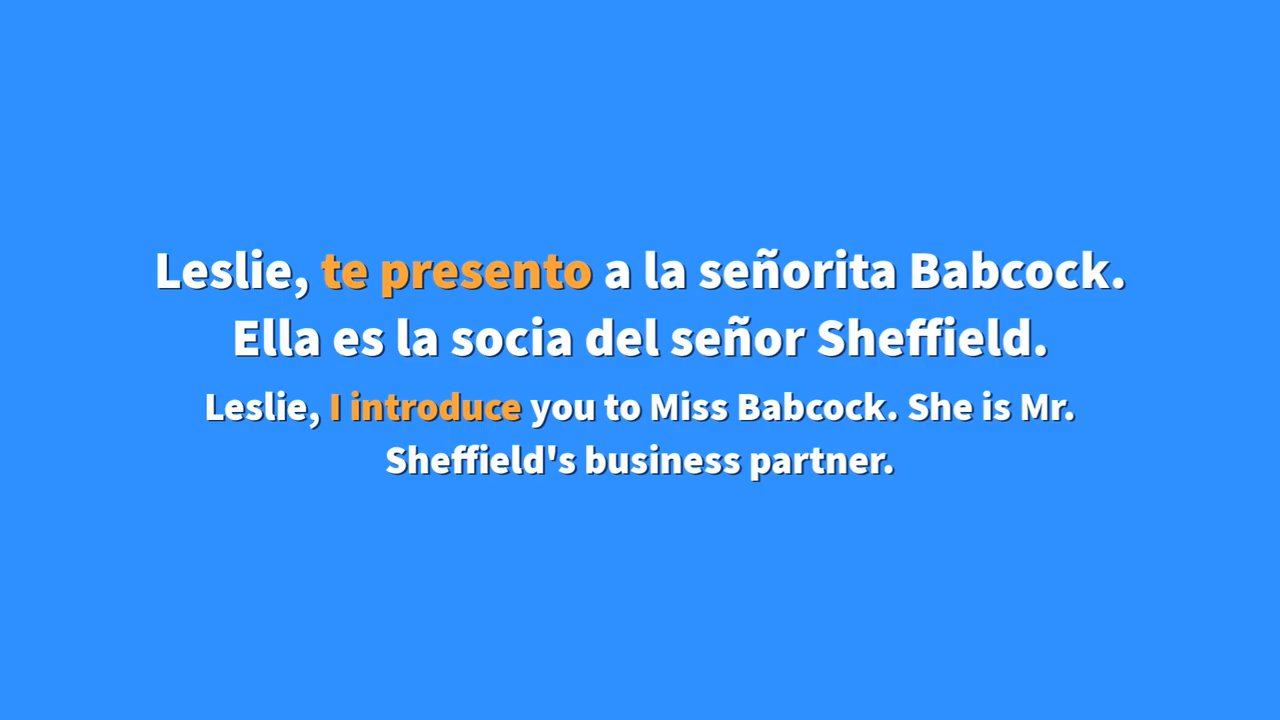 Leslie, te presento a la señorita Babcock.
Ella es la socia del señor Sheffield.
Leslie, I introduce you to Miss Babcock. She is Mr.
Sheffield's business partner.